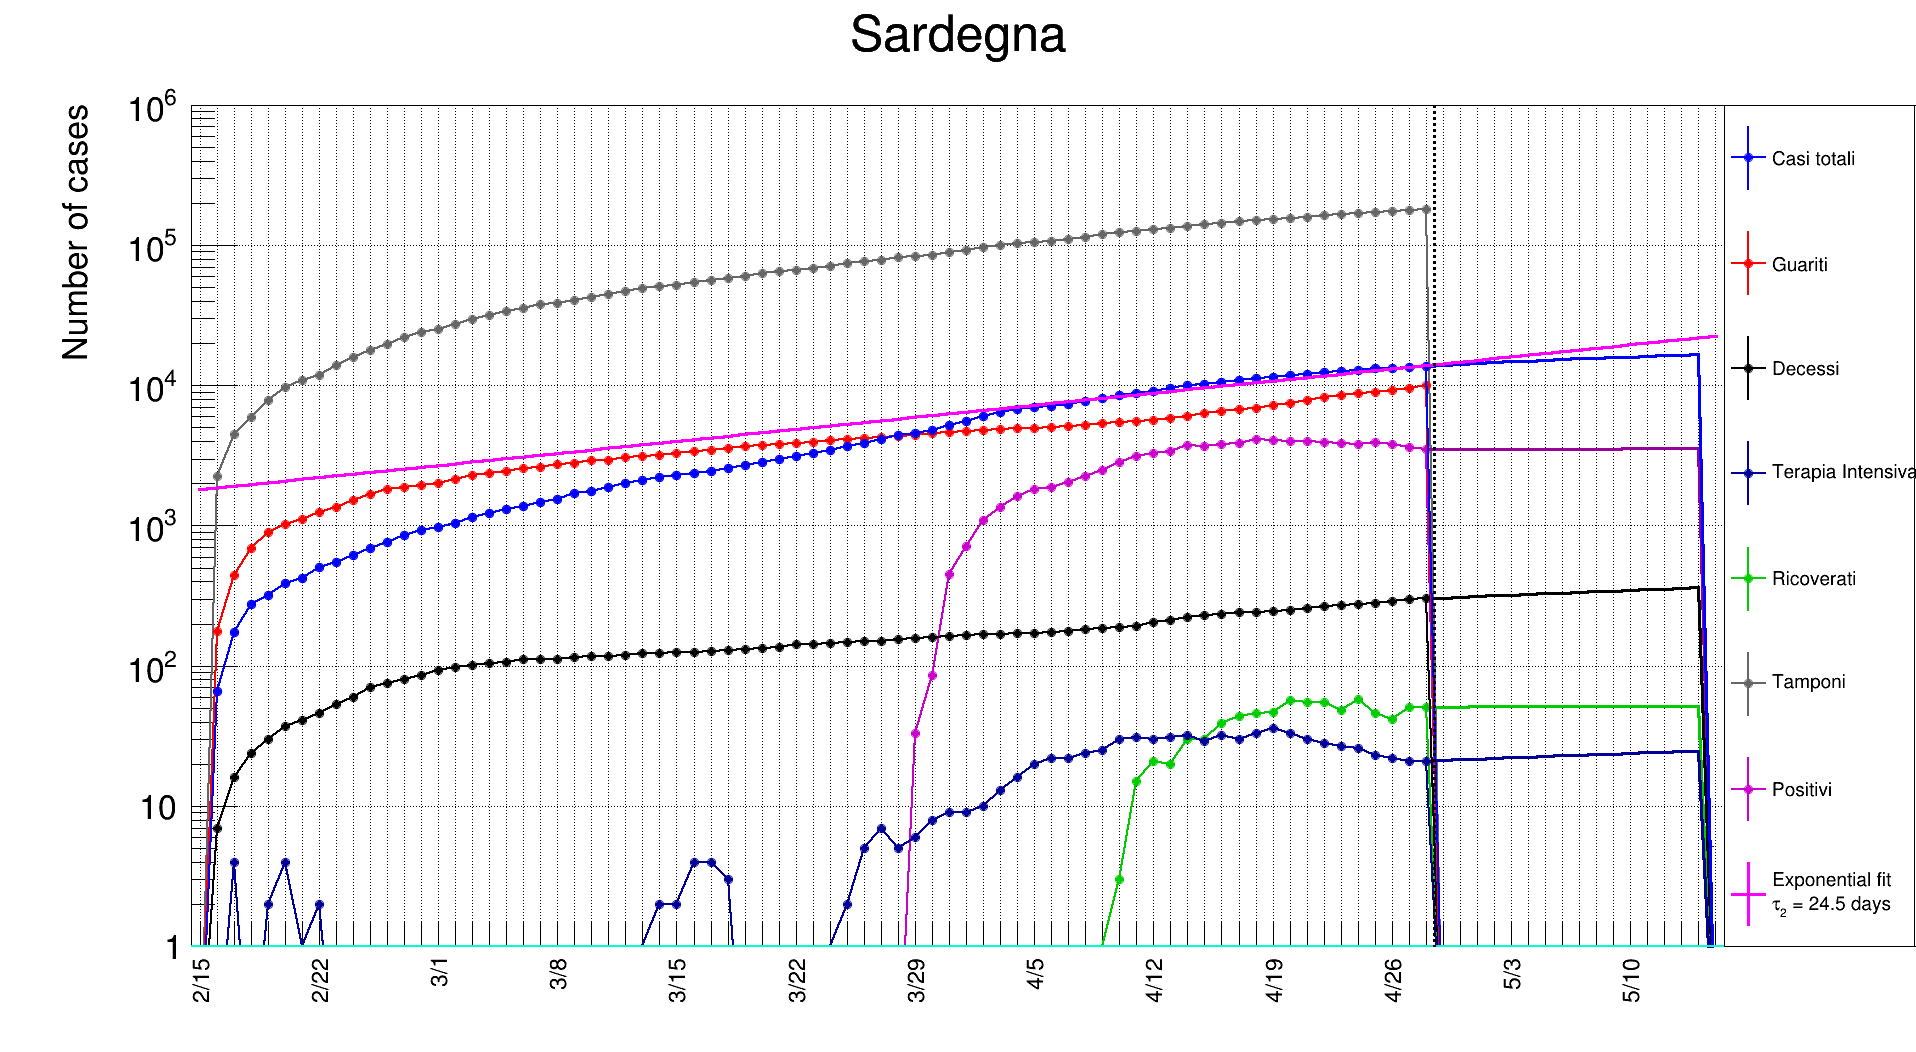 Sardegna
Number of cases
10^6
10^5
10^4
10^3
10^2
10
1
2/15
2/22
3/1
3/8
3/15
3/22
3/29
4/5
4/12
4/19
4/26
5/3
5/10
Casi totali
Guariti
Decessi
Terapia Intensiva
Ricoverati
Tamponi
Positivi
Exponential fit
τ₂ = 24.5 days